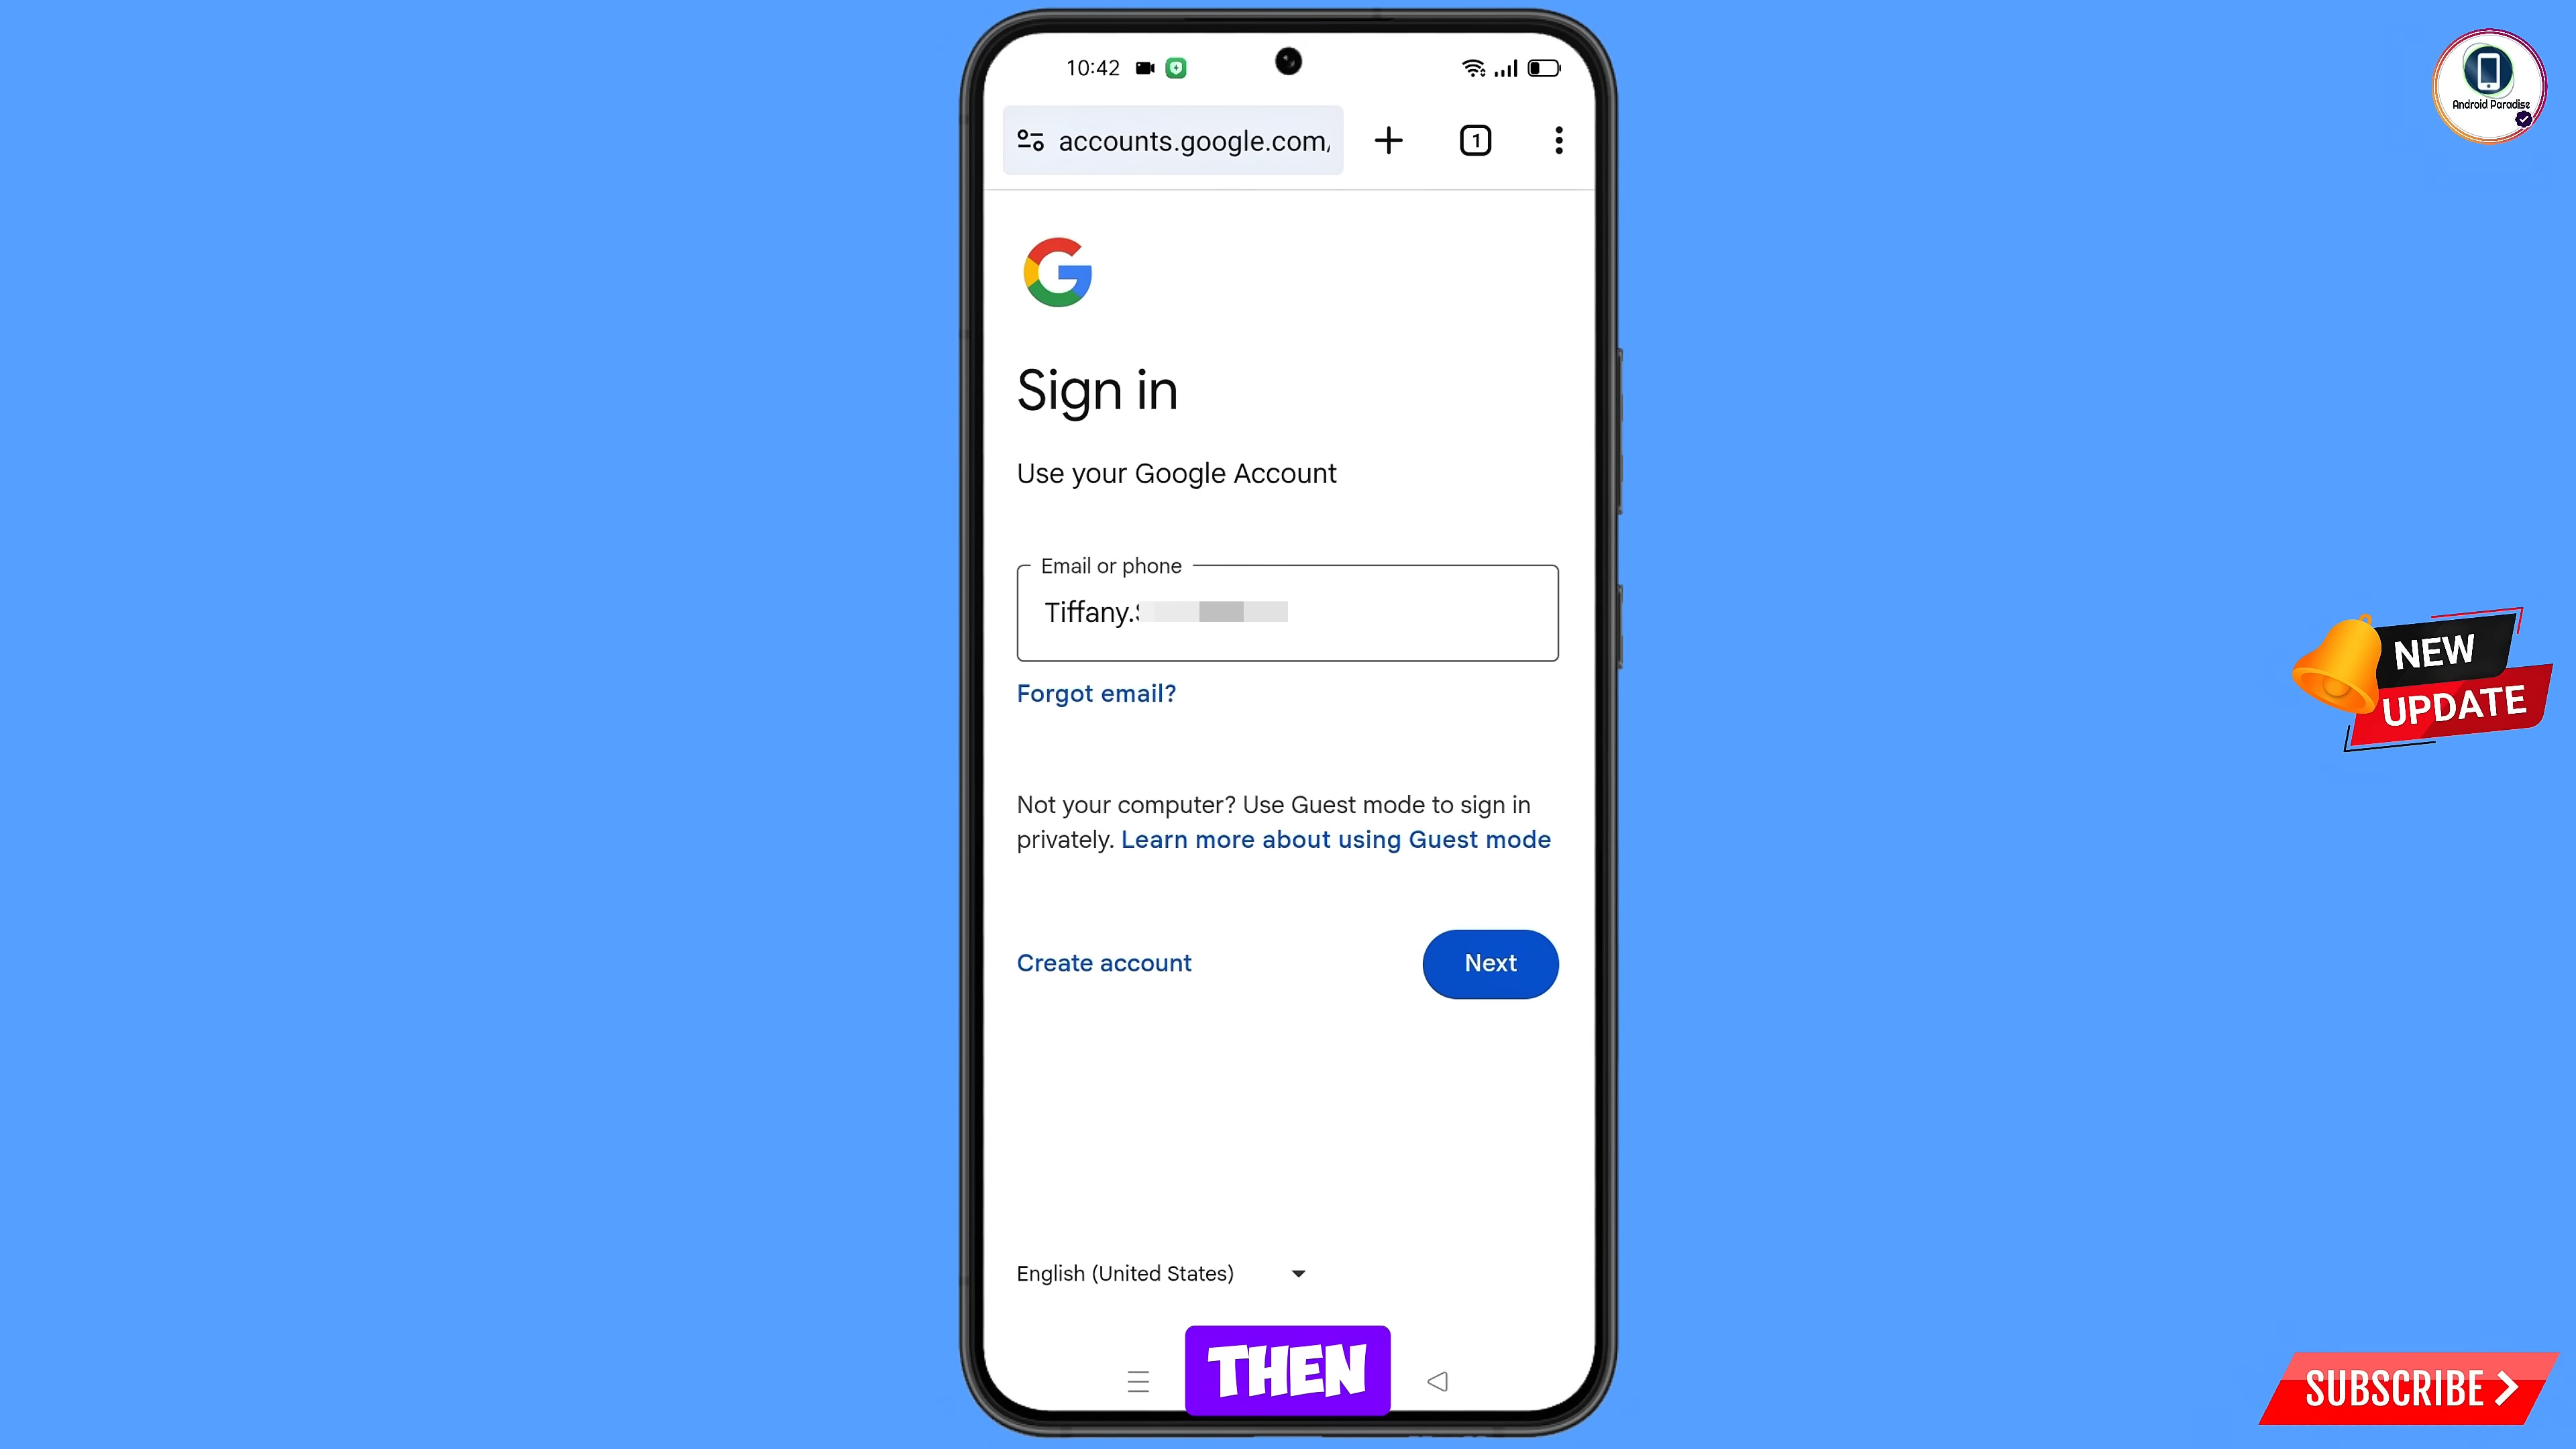 10:42
Android Paradise
accounts.google.com/
1
Sign in
Use your Google Account
Email or phone
Tiffany.
Forgot email?
NEW
UPDATE
Not your computer? Use Guest mode to sign in
privately. Learn more about using Guest mode
Create account
Next
English (United States)
THEN
SUBSCRIBE